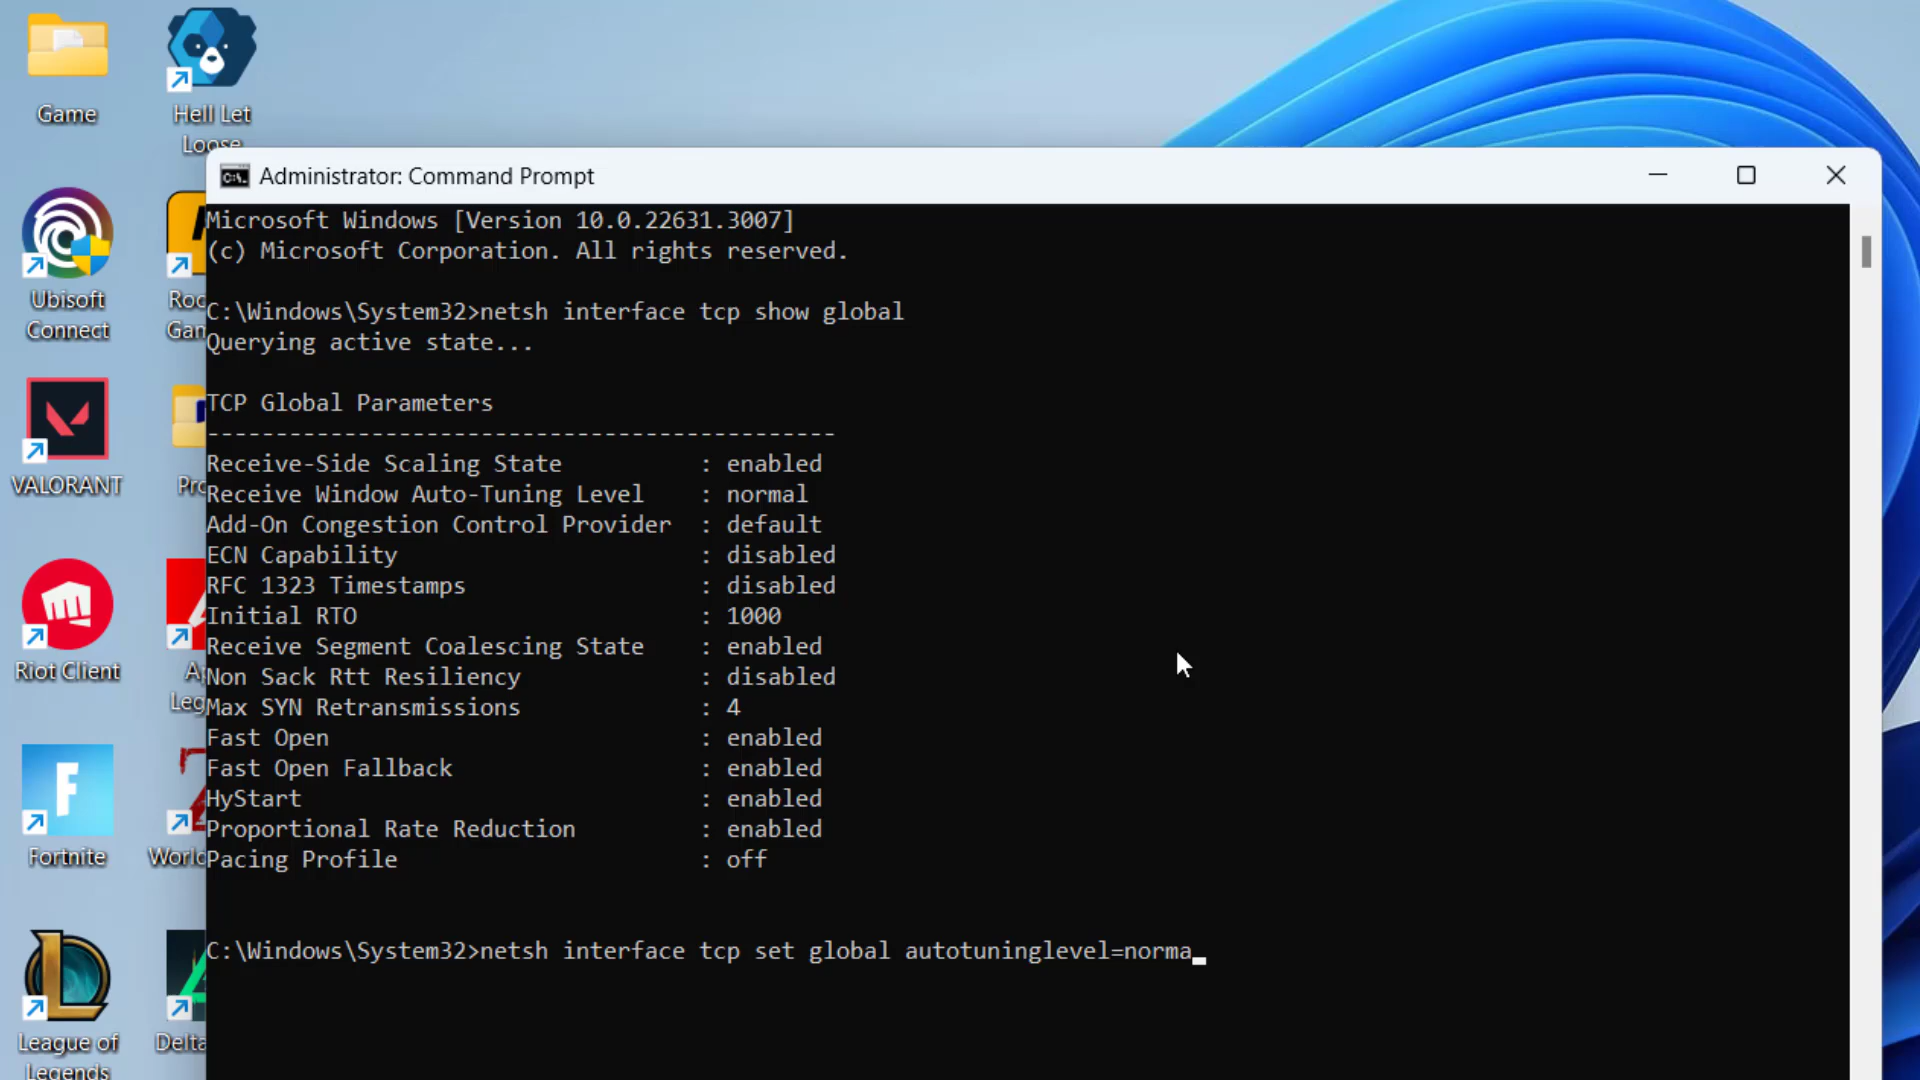 Game
Hell Let
Loose
Ubisoft
Connect
VALORANT
Riot Client
Fortnite
League of
Legends
Administrator: Command Prompt
Microsoft Windows [Version 10.0.22631.3007]
(c) Microsoft Corporation. All rights reserved.
C:\Windows\System32>netsh interface tcp show global
Querying active state...
TCP Global Parameters
----------------------------------------------
Receive-Side Scaling State : enabled
Receive Window Auto-Tuning Level : normal
Add-On Congestion Control Provider : default
ECN Capability : disabled
RFC 1323 Timestamps : disabled
Initial RTO : 1000
Receive Segment Coalescing State : enabled
Non Sack Rtt Resiliency : disabled
Max SYN Retransmissions : 4
Fast Open : enabled
Fast Open Fallback : enabled
HyStart : enabled
Proportional Rate Reduction : enabled
Pacing Profile : off
C:\Windows\System32>netsh interface tcp set global autotuninglevel=norma